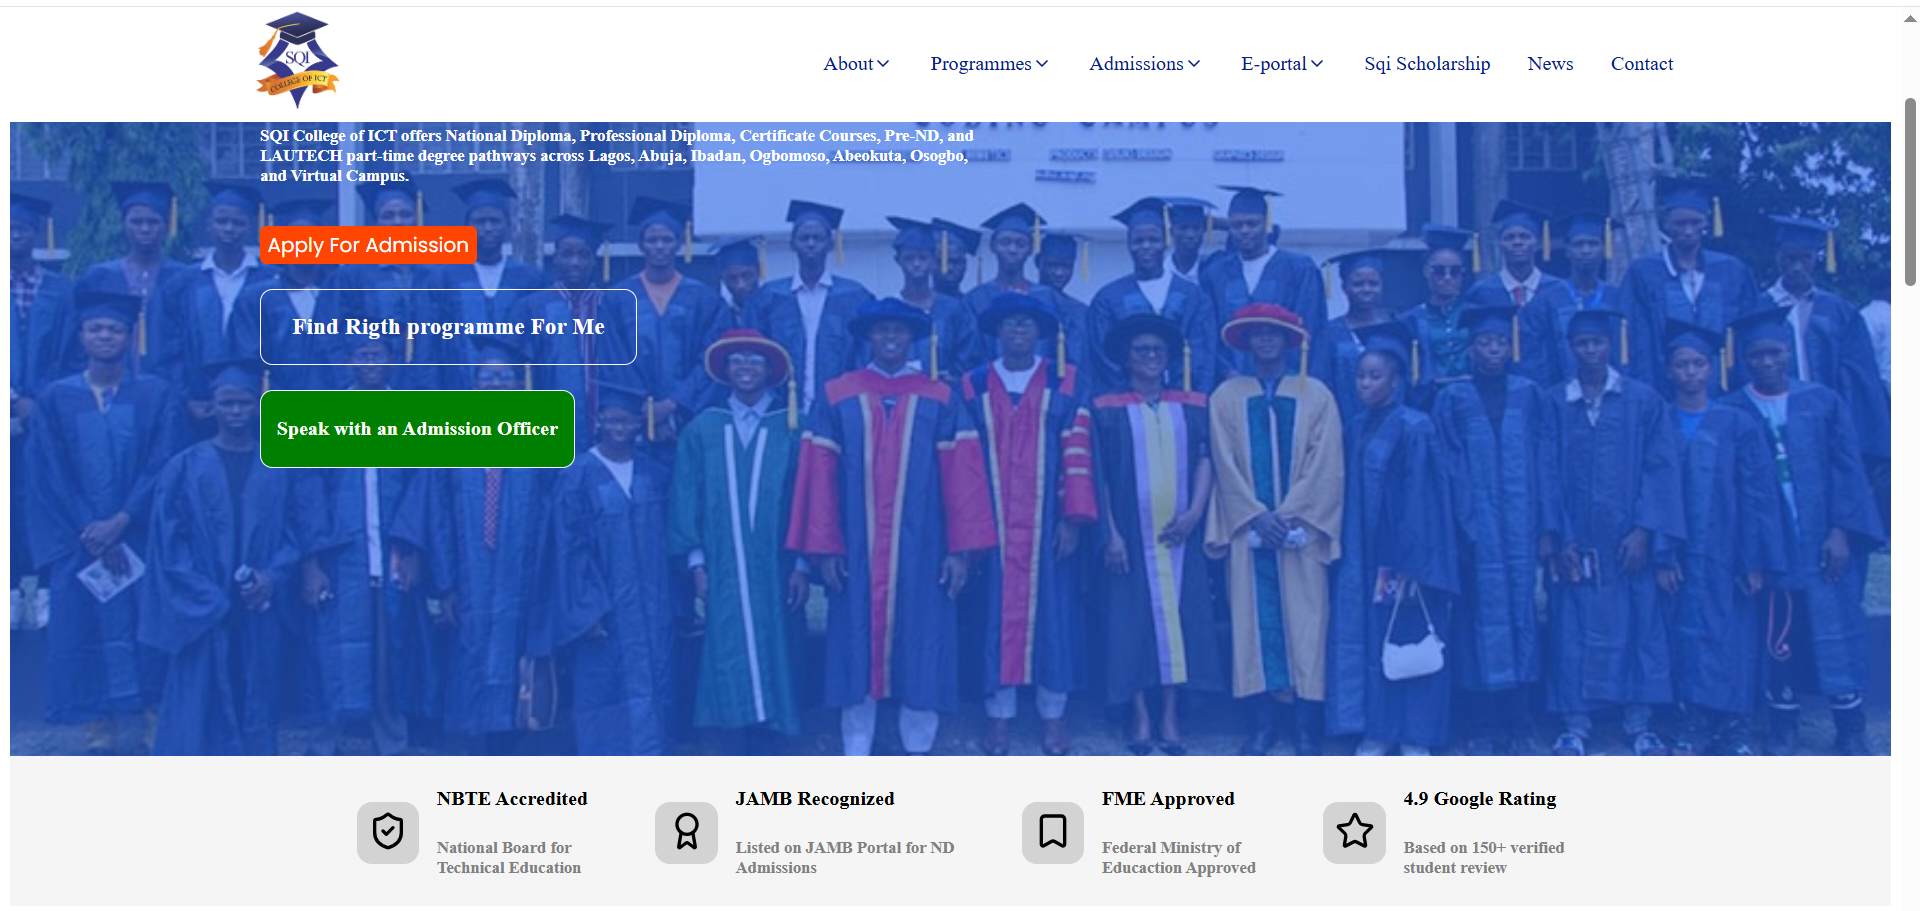 SQI
COLLEGE OF ICT
About
Programmes
Admissions
E-portal
Sqi Scholarship
News
Contact
SQI College of ICT offers National Diploma, Professional Diploma, Certificate Courses, Pre-ND, and
LAUTECH part-time degree pathways across Lagos, Abuja, Ibadan, Ogbomoso, Abeokuta, Osogbo,
and Virtual Campus.
Apply For Admission
Find Rigth programme For Me
Speak with an Admission Officer
NBTE Accredited
National Board for
Technical Education
JAMB Recognized
Listed on JAMB Portal for ND
Admissions
FME Approved
Federal Ministry of
Educaction Approved
4.9 Google Rating
Based on 150+ verified
student review